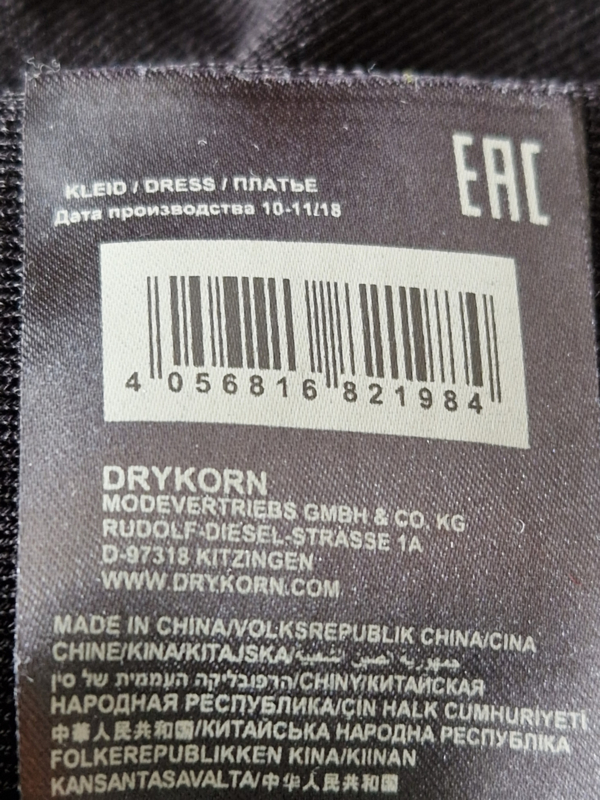 EAC
KLEID / DRESS / ПЛАТЬЕ
Дата производства 10-11/18
4 056816 821984
DRYKORN
MODEVERTRIEBS GMBH & CO. KG
RUDOLF-DIESEL-STRASSE 1A
D-97318 KITZINGEN
WWW.DRYKORN.COM
MADE IN CHINA/VOLKSREPUBLIK CHINA/CINA
CHINE/KINA/KITAJSKA/جمهورية الصين الشعبية
הרפובליקה העממית של סין/CHINY/КИТАЙСКАЯ
НАРОДНАЯ РЕСПУБЛИКА/ÇIN HALK CUMHURIYETI
中華人民共和国/КИТАЙСЬКА НАРОДНА РЕСПУБЛІКА
FOLKEREPUBLIKKEN KINA/KIINAN
KANSANTASAVALTA/中华人民共和国